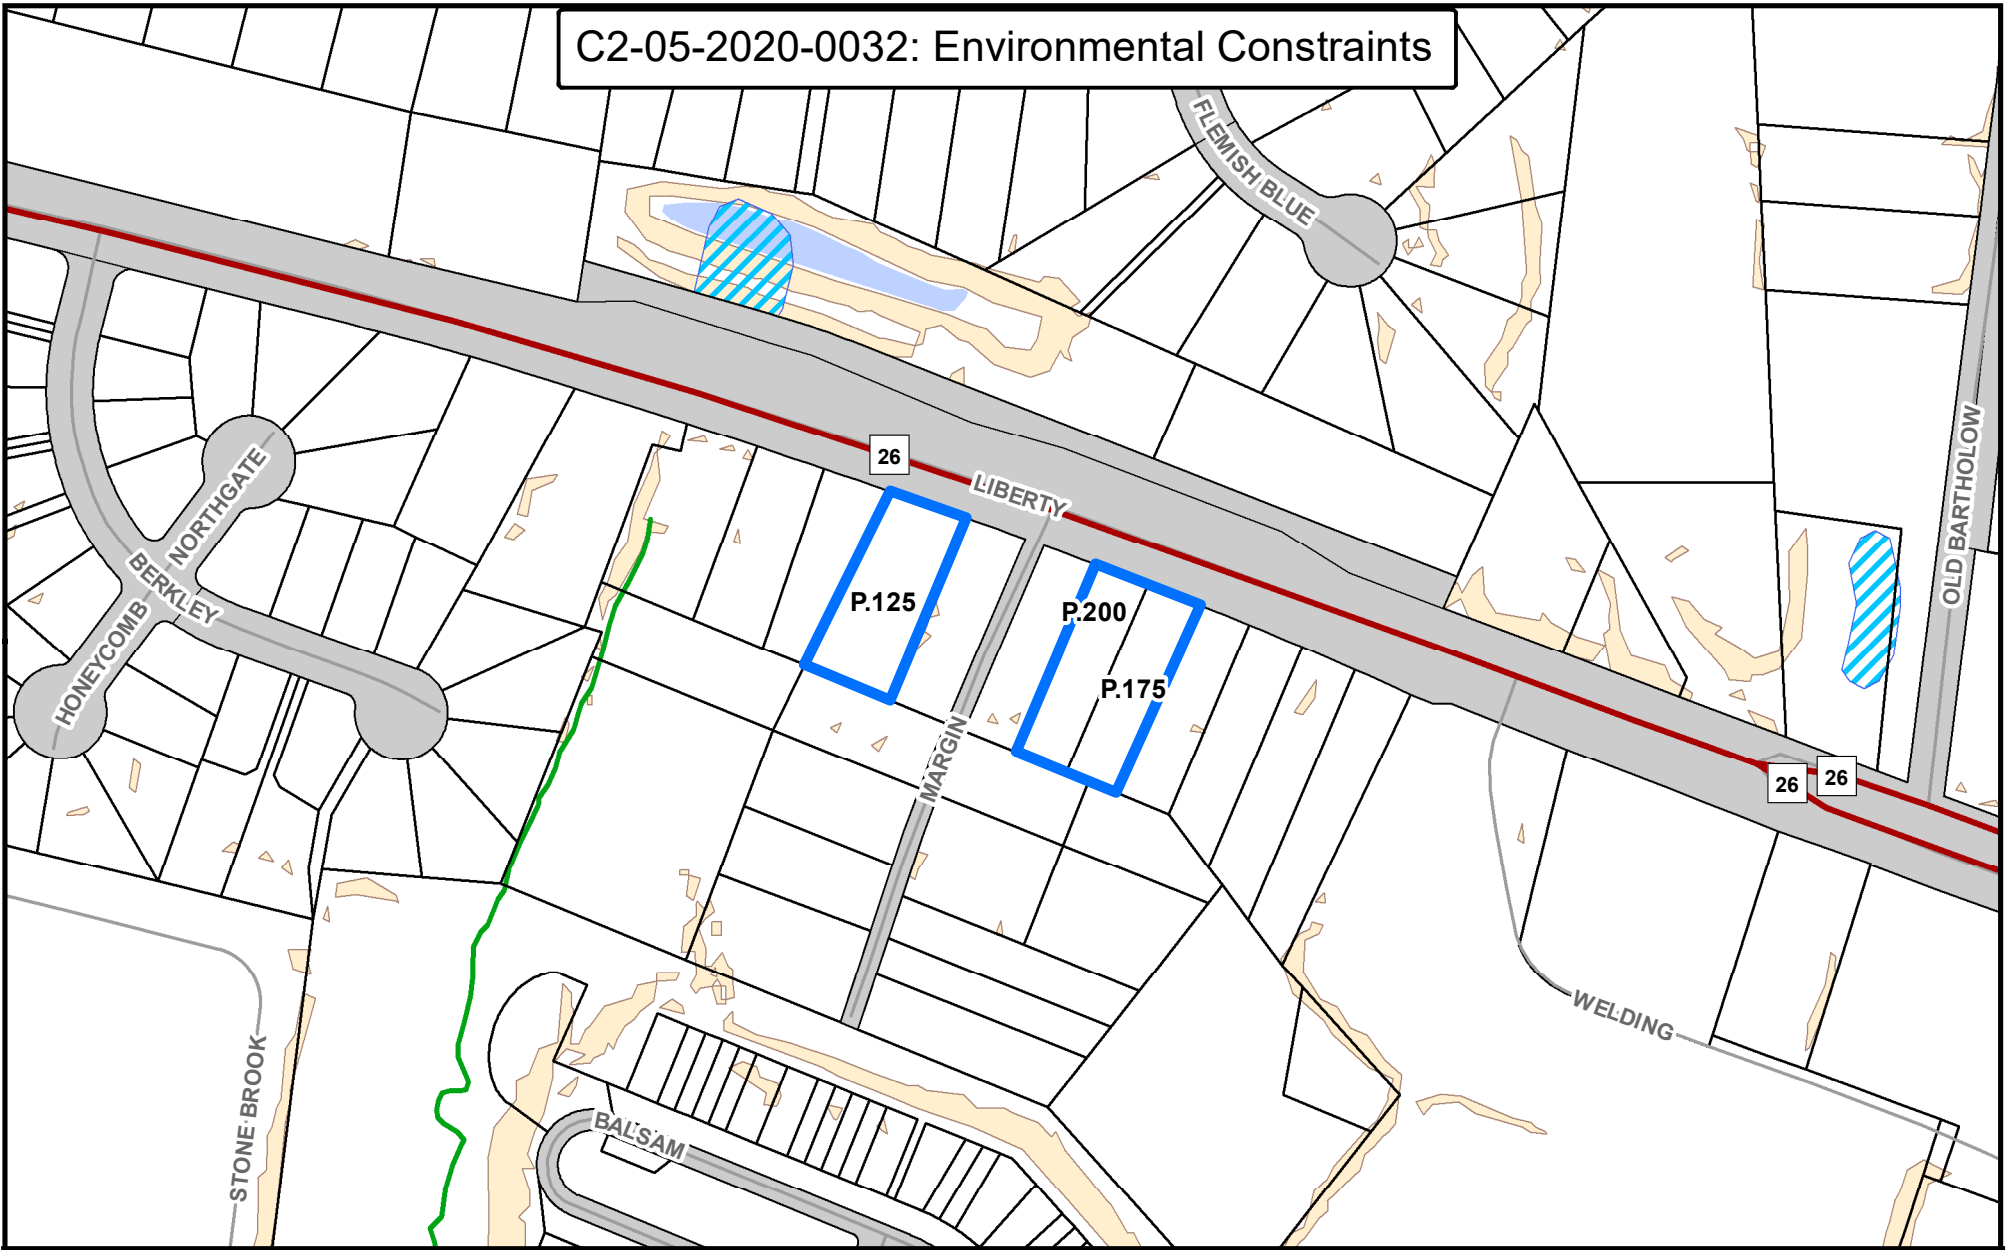 C2-05-2020-0032: Environmental Constraints
FLEMISH BLUE
26
LIBERTY
NORTHGATE
OLD BARTHOLOW
BERKLEY
P.125
P.200
HONEYCOMB
P.175
MARGIN
26
26
WELDING
STONE BROOK
BALSAM